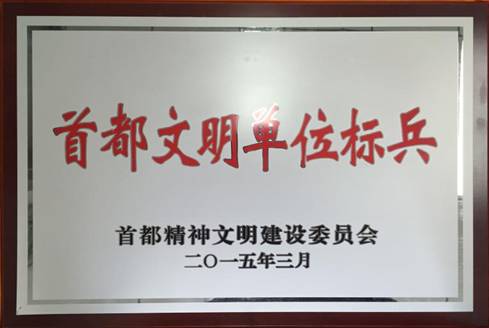 首都文明单位标兵
首都精神文明建设委员会
二〇一五年三月